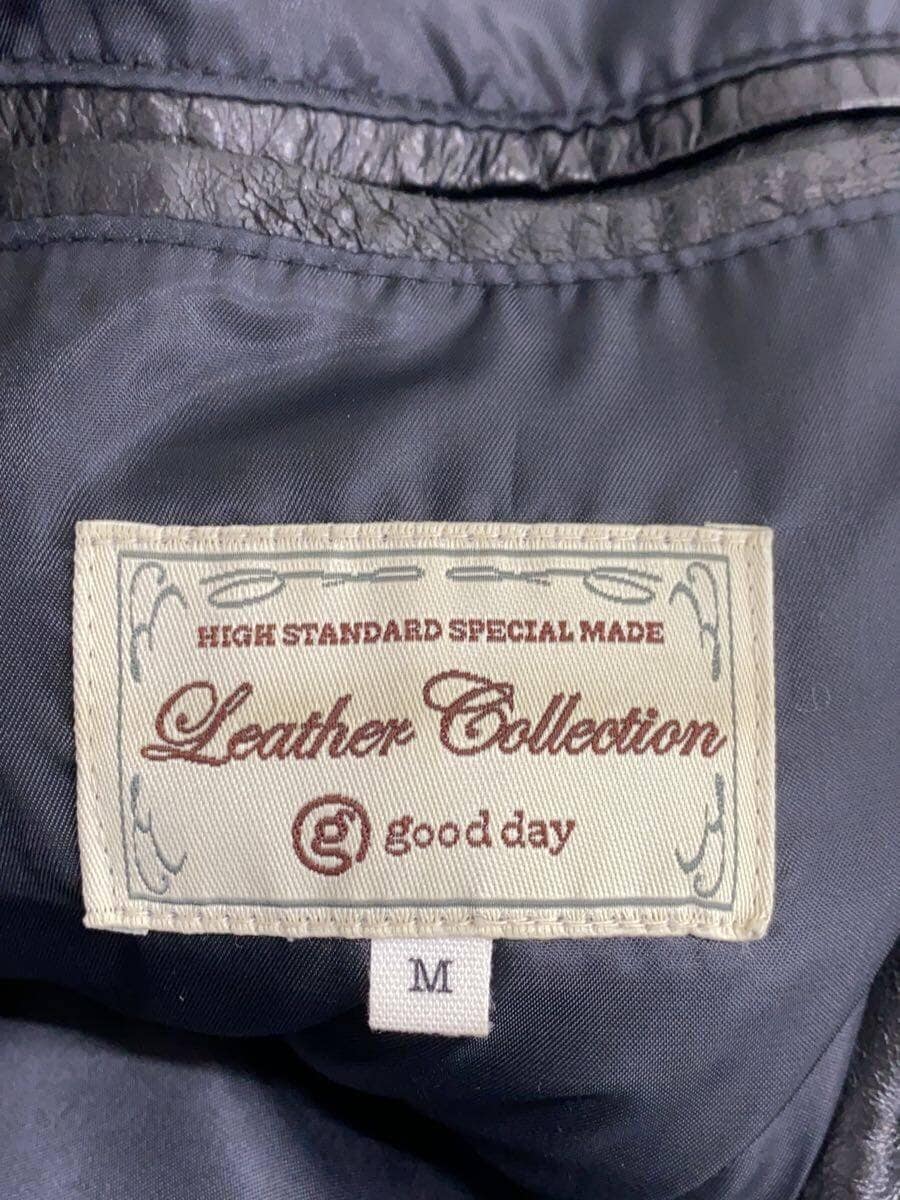 HIGH STANDARD SPECIAL MADE
Leather Collection
g good day
M